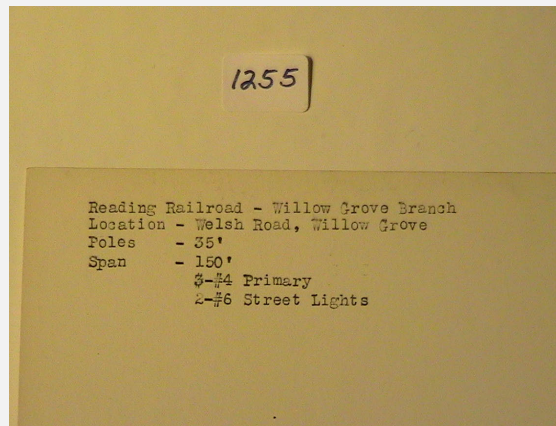 1255
Reading Railroad - Willow Grove Branch
Location - Welsh Road, Willow Grove
Poles - 35'
Span - 150'
3-#4 Primary
2-#6 Street Lights